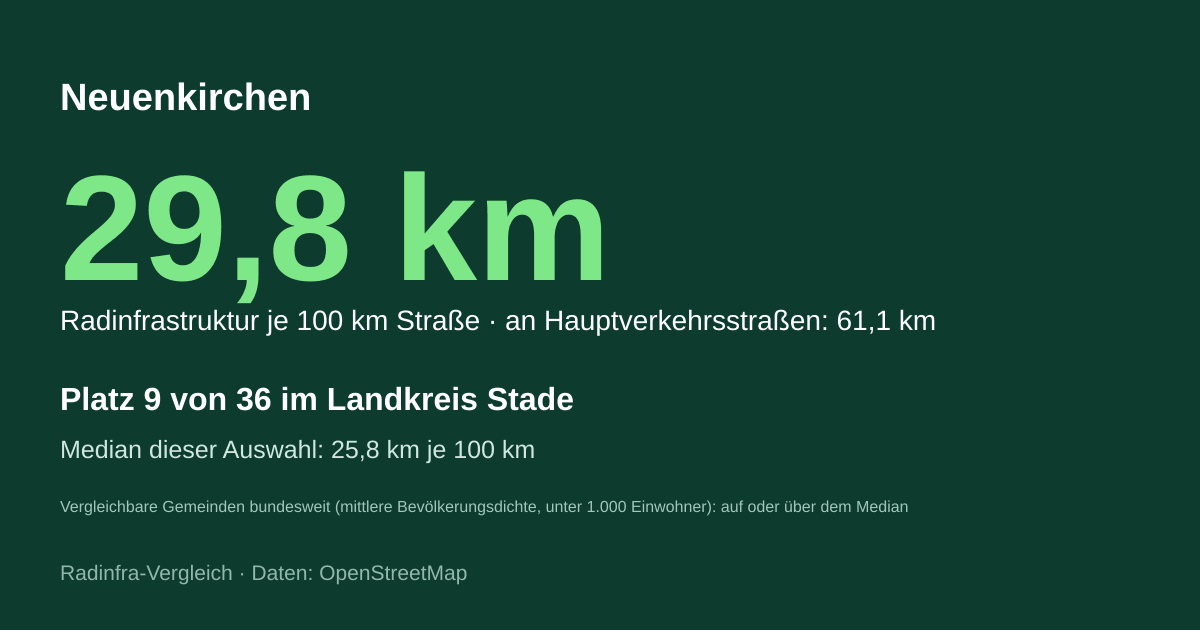 Neuenkirchen
29,8 km
Radinfrastruktur je 100 km Straße · an Hauptverkehrsstraßen: 61,1 km
Platz 9 von 36 im Landkreis Stade
Median dieser Auswahl: 25,8 km je 100 km
Vergleichbare Gemeinden bundesweit (mittlere Bevölkerungsdichte, unter 1.000 Einwohner): auf oder über dem Median
Radinfra-Vergleich · Daten: OpenStreetMap